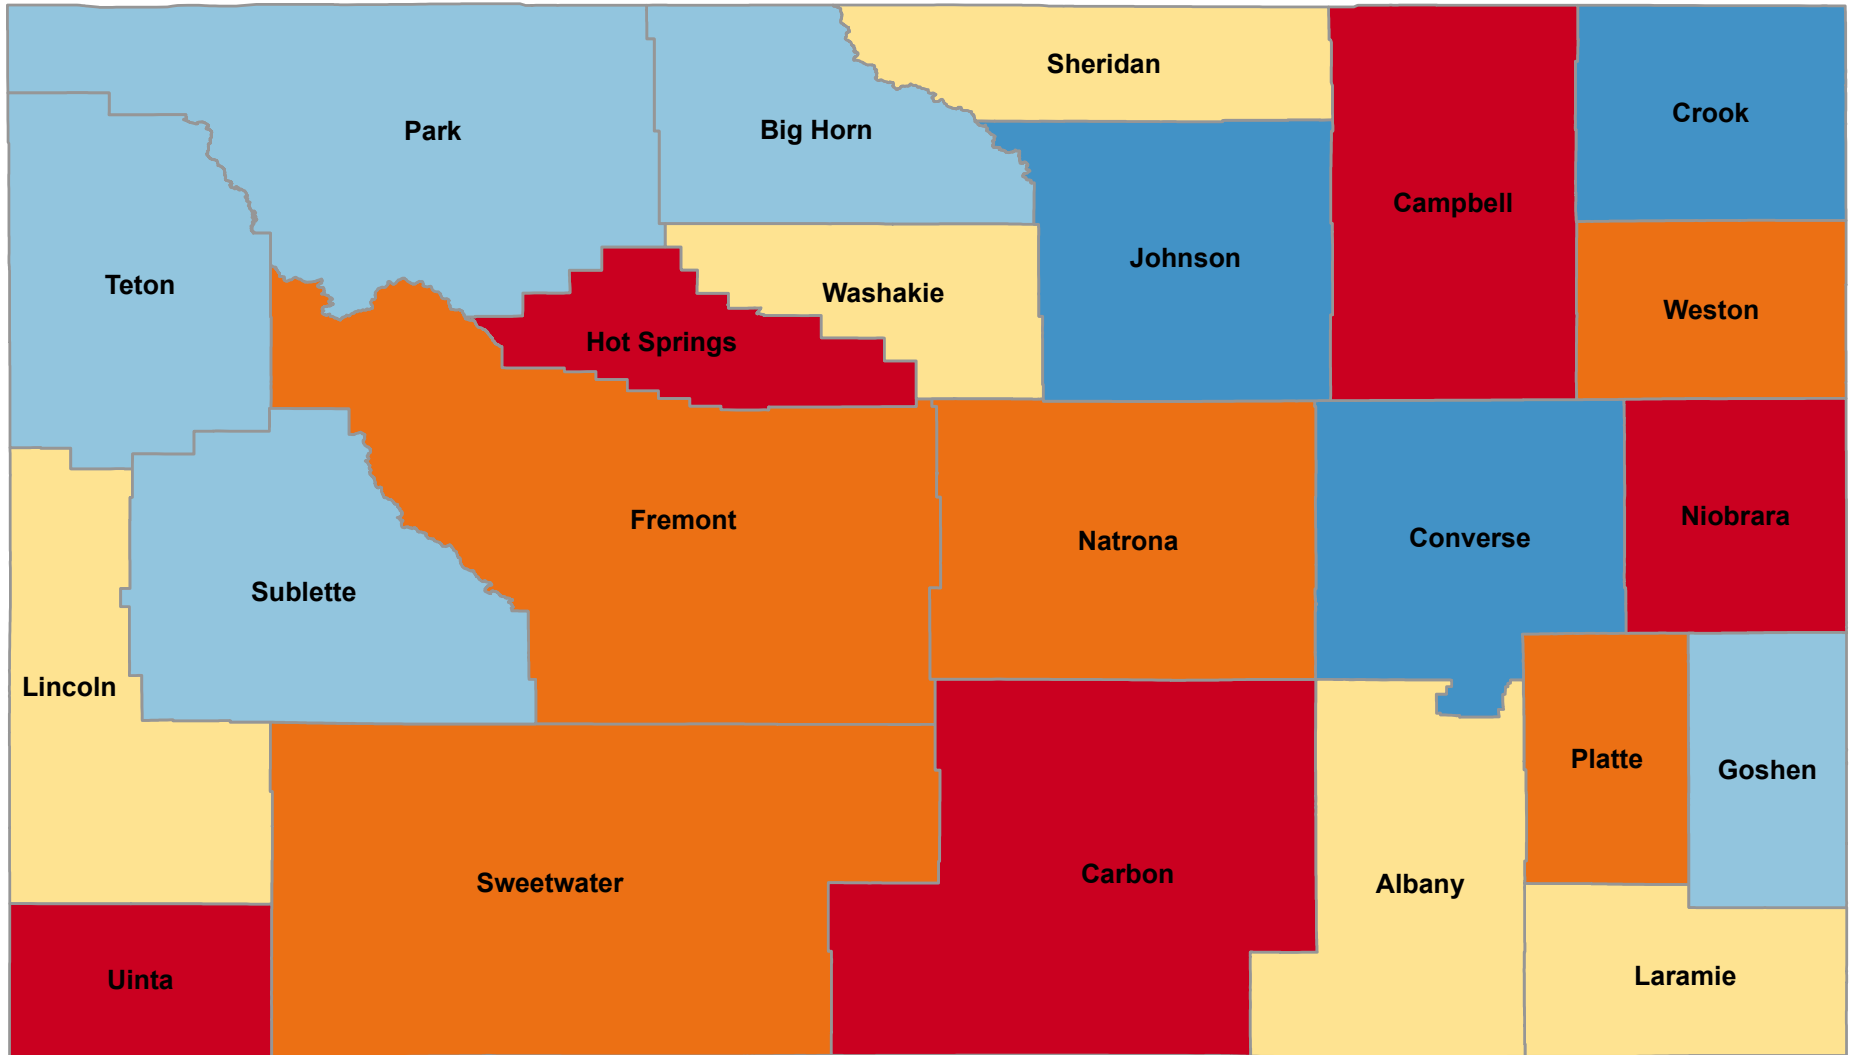 Sheridan
Crook
Park
Big Horn
Campbell
Johnson
Teton
Washakie
Weston
Hot Springs
Niobrara
Fremont
Converse
Natrona
Sublette
Lincoln
Platte
Goshen
Carbon
Sweetwater
Albany
Laramie
Uinta